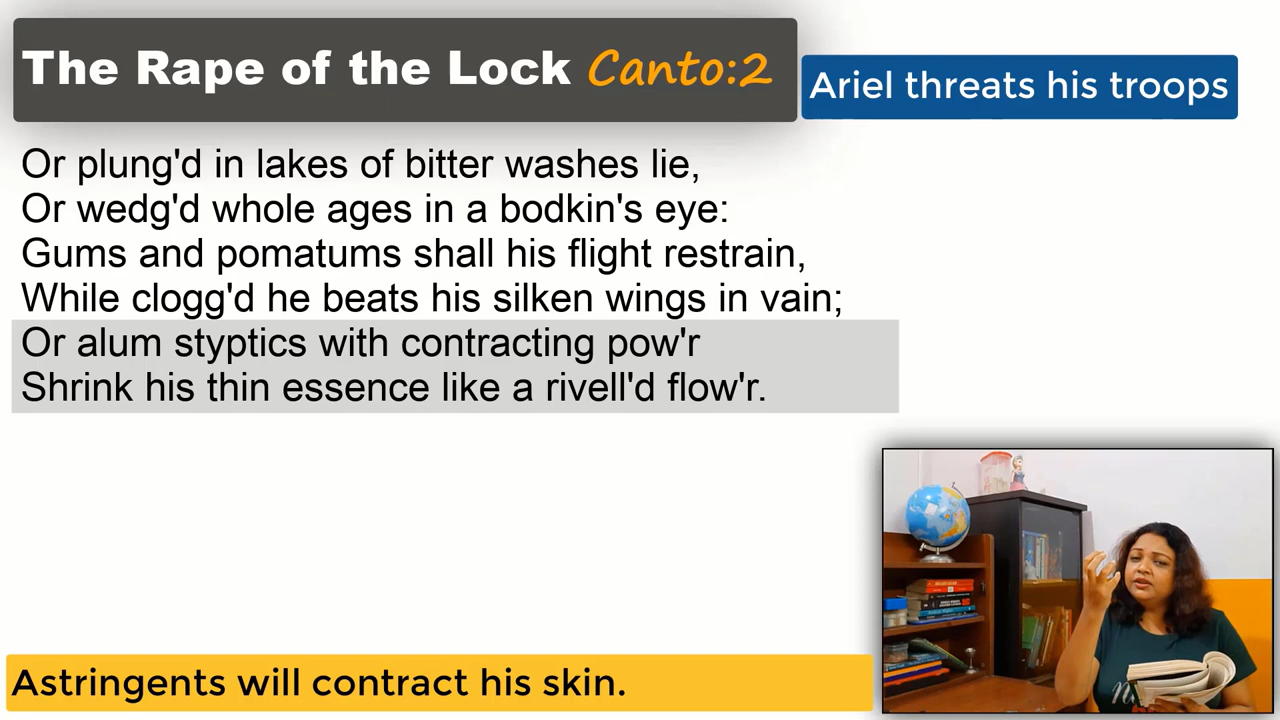 The Rape of the Lock Canto:2
Ariel threats his troops
Or plung'd in lakes of bitter washes lie,
Or wedg'd whole ages in a bodkin's eye:
Gums and pomatums shall his flight restrain,
While clogg'd he beats his silken wings in vain;
Or alum styptics with contracting pow'r
Shrink his thin essence like a rivell'd flow'r.
Astringents will contract his skin.